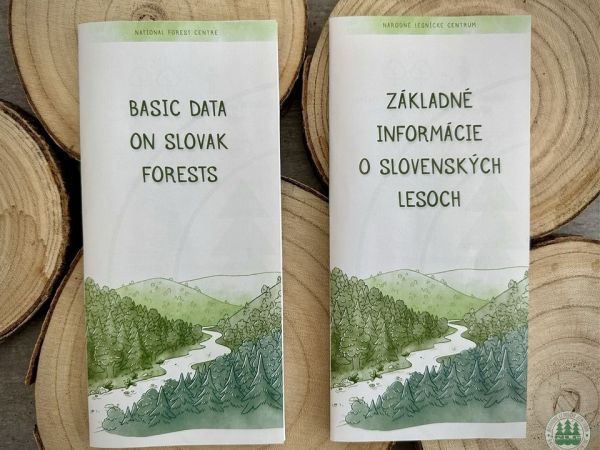 NATIONAL FOREST CENTRE
BASIC DATA
ON SLOVAK
FORESTS
NÁRODNÉ LESNÍCKE CENTRUM
ZÁKLADNÉ
INFORMÁCIE
O SLOVENSKÝCH
LESOCH